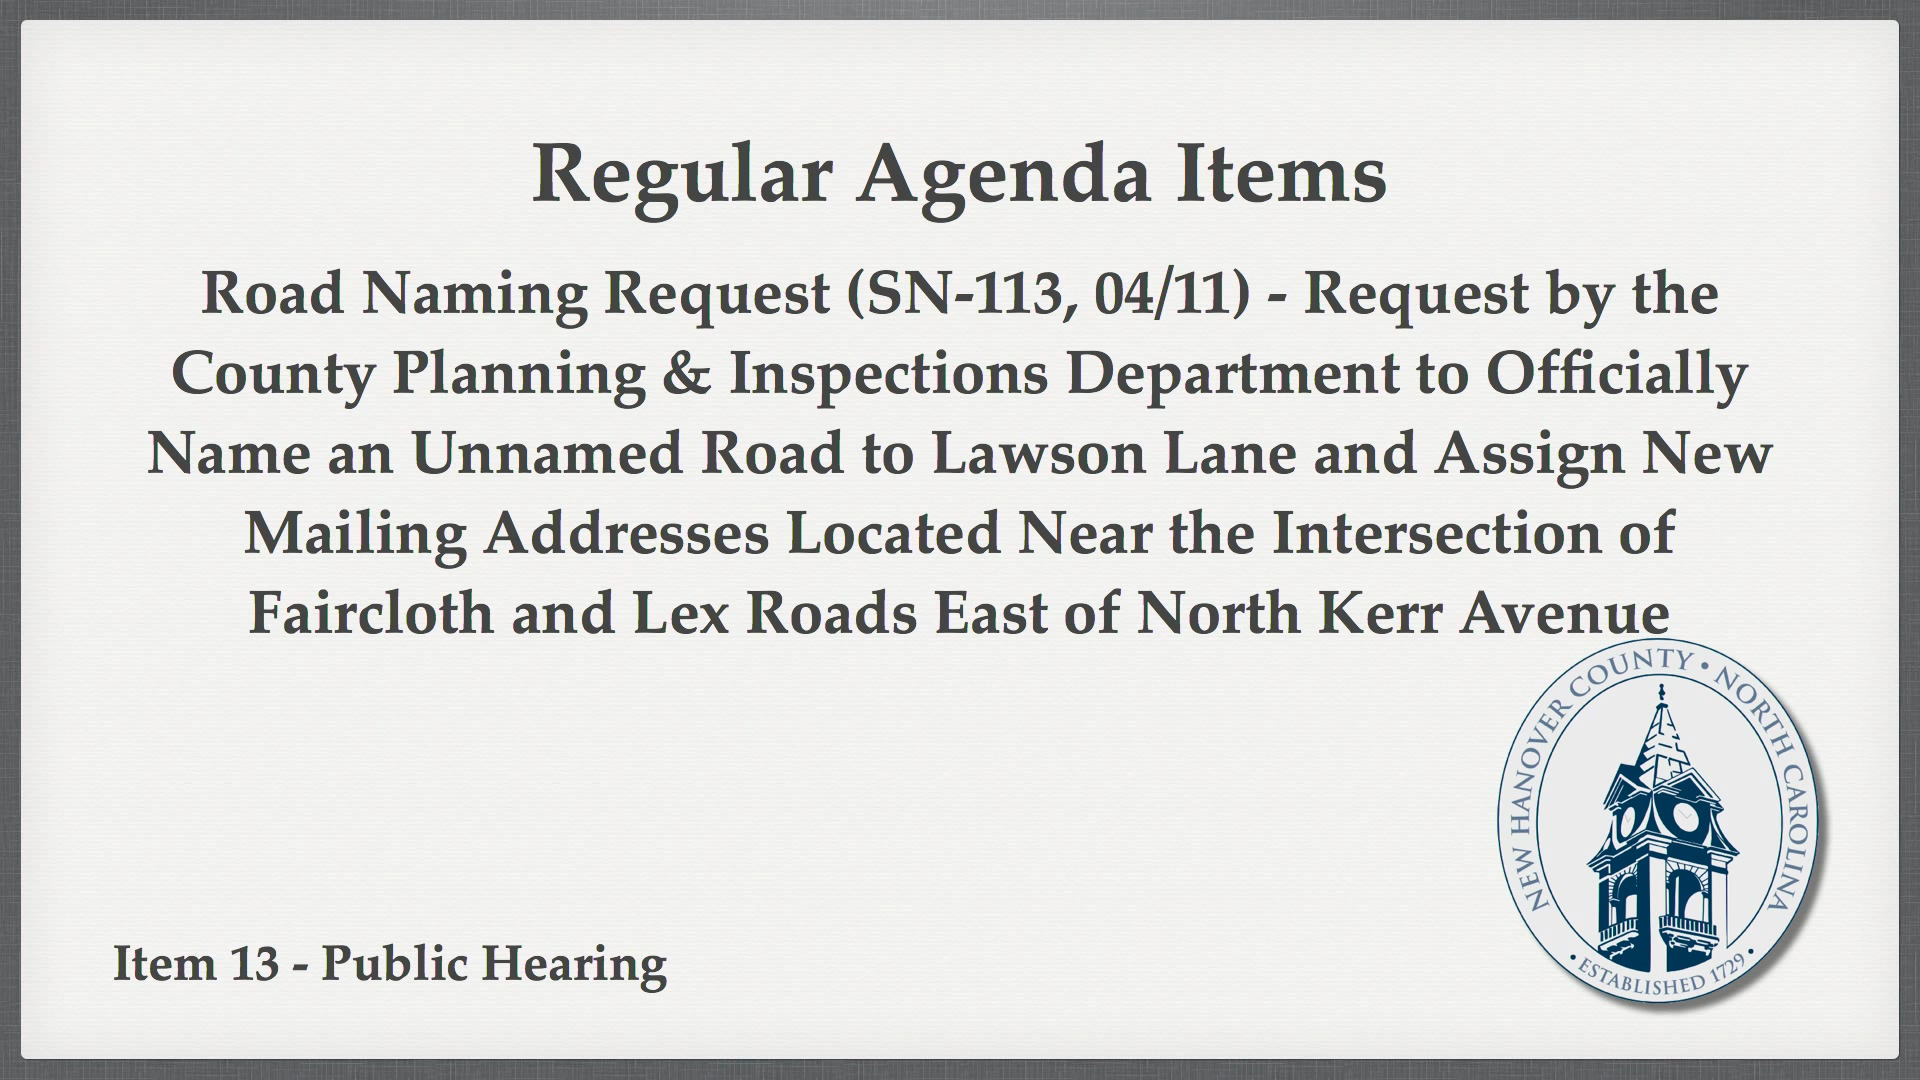 Regular Agenda Items
Road Naming Request (SN-113, 04/11) - Request by the
County Planning & Inspections Department to Officially
Name an Unnamed Road to Lawson Lane and Assign New
Mailing Addresses Located Near the Intersection of
Faircloth and Lex Roads East of North Kerr Avenue
NEW HANOVER COUNTY • NORTH CAROLINA
• ESTABLISHED 1729 •
Item 13 - Public Hearing